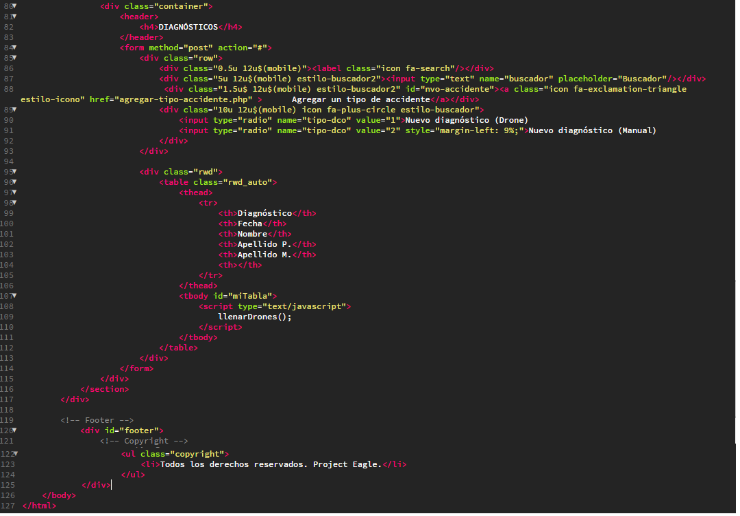 80 <div class="container">
81 <header>
82 <h4>DIAGNÓSTICOS</h4>
83 </header>
84 <form method="post" action="#">
85 <div class="row">
86 <div class="0.5u 12u$(mobile)"><label class="icon fa-search"/></div>
87 <div class="5u 12u$(mobile) estilo-buscador2"><input type="text" name="buscador" placeholder="Buscador"/></div>
88 <div class="1.5u$ 12u$(mobile) estilo-buscador2" id="nvo-accidente"><a class="icon fa-exclamation-triangle
estilo-icono" href="agregar-tipo-accidente.php" > Agregar un tipo de accidente</a></div>
89 <div class="10u 12u$(mobile) icon fa-plus-circle estilo-buscador">
90 <input type="radio" name="tipo-dco" value="1">Nuevo diagnóstico (Drone)
91 <input type="radio" name="tipo-dco" value="2" style="margin-left: 9%;">Nuevo diagnóstico (Manual)
92 </div>
93 </div>
94
95 <div class="rwd">
96 <table class="rwd_auto">
97 <thead>
98 <tr>
99 <th>Diagnóstico</th>
100 <th>Fecha</th>
101 <th>Nombre</th>
102 <th>Apellido P.</th>
103 <th>Apellido M.</th>
104 <th></th>
105 </tr>
106 </thead>
107 <tbody id="miTabla">
108 <script type="text/javascript">
109 llenarDrones();
110 </script>
111 </tbody>
112 </table>
113 </div>
114 </form>
115 </div>
116 </section>
117 </div>
118
119 <!-- Footer -->
120 <div id="footer">
121 <!-- Copyright -->
122 <ul class="copyright">
123 <li>Todos los derechos reservados. Project Eagle.</li>
124 </ul>
125 </div>
126 </body>
127 </html>